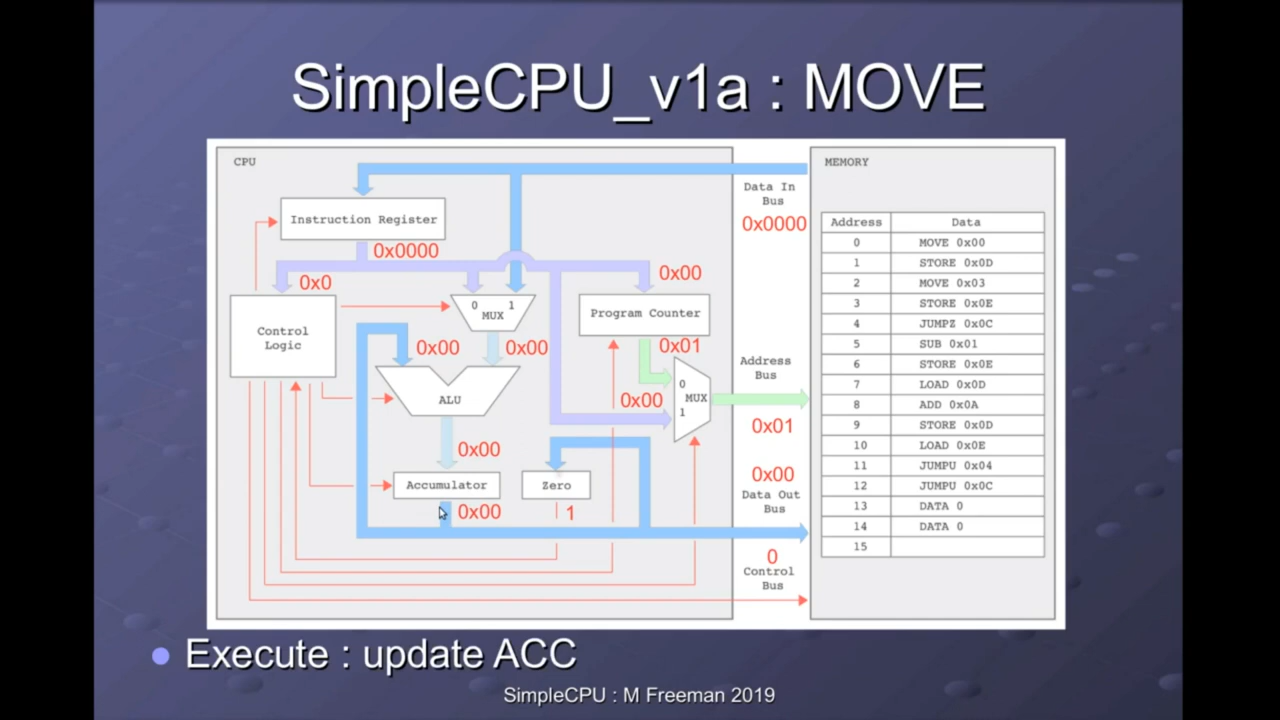 SimpleCPU_v1a : MOVE
CPU
MEMORY
Data In
Bus
0x0000
Instruction Register
0x0000
0x0
0x00
0 1
MUX
Program Counter
Control
Logic
0x00
0x00
0x01
0x00
0
MUX
1
ALU
Address
Bus
0x01
0x00
Accumulator
Zero
0x00
1
0x00
Data Out
Bus
0
Control
Bus
Address Data
0 MOVE 0x00
1 STORE 0x0D
2 MOVE 0x03
3 STORE 0x0E
4 JUMPZ 0x0C
5 SUB 0x01
6 STORE 0x0E
7 LOAD 0x0D
8 ADD 0x0A
9 STORE 0x0D
10 LOAD 0x0E
11 JUMPU 0x04
12 JUMPU 0x0C
13 DATA 0
14 DATA 0
15
Execute : update ACC
SimpleCPU : M Freeman 2019